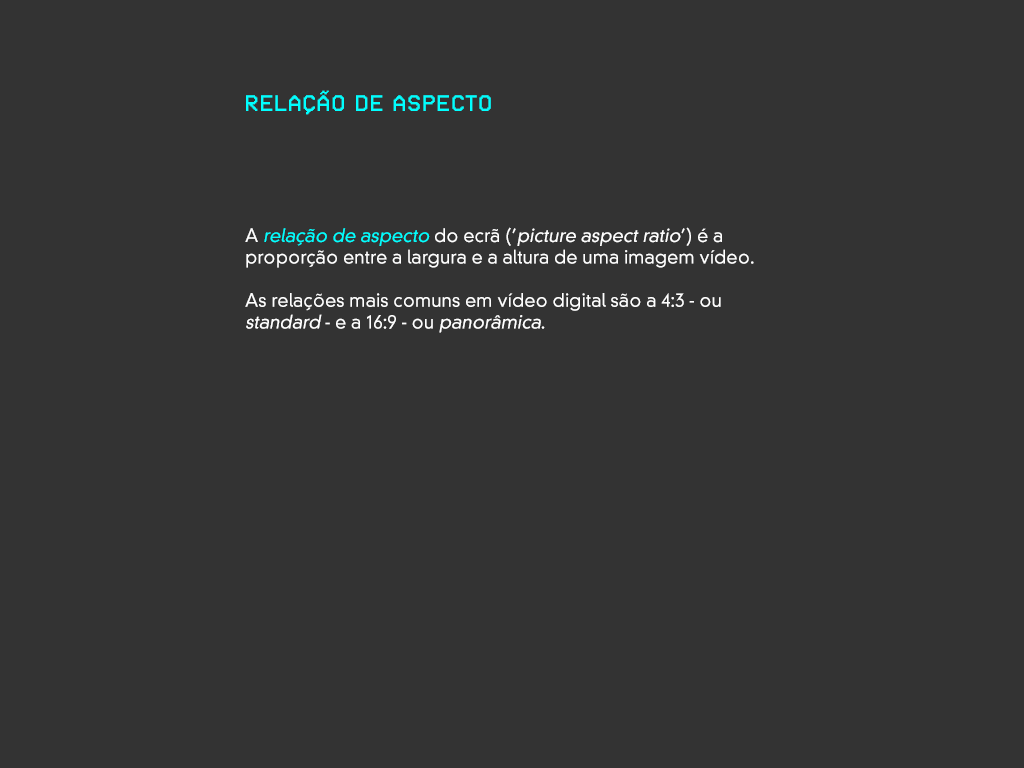 RELAÇÃO DE ASPECTO
A relação de aspecto do ecrã (‘picture aspect ratio’) é a
proporção entre a largura e a altura de uma imagem vídeo.
As relações mais comuns em vídeo digital são a 4:3 - ou
standard - e a 16:9 - ou panorâmica.